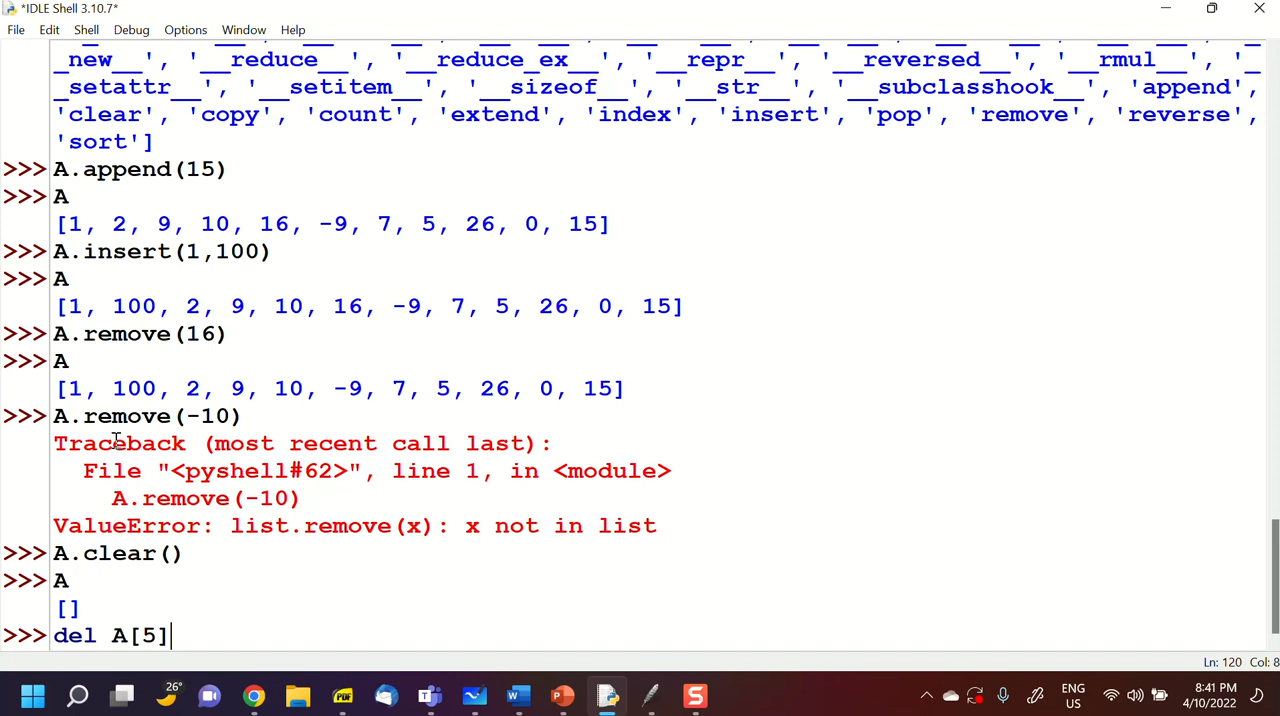 *IDLE Shell 3.10.7*
File Edit Shell Debug Options Window Help
_new__', '__reduce__', '__reduce_ex__', '__repr__', '__reversed__', '__rmul__', '_
_setattr__', '__setitem__', '__sizeof__', '__str__', '__subclasshook__', 'append',
'clear', 'copy', 'count', 'extend', 'index', 'insert', 'pop', 'remove', 'reverse',
'sort']
>>> A.append(15)
>>> A
[1, 2, 9, 10, 16, -9, 7, 5, 26, 0, 15]
>>> A.insert(1,100)
>>> A
[1, 100, 2, 9, 10, 16, -9, 7, 5, 26, 0, 15]
>>> A.remove(16)
>>> A
[1, 100, 2, 9, 10, -9, 7, 5, 26, 0, 15]
>>> A.remove(-10)
Traceback (most recent call last):
File "<pyshell#62>", line 1, in <module>
A.remove(-10)
ValueError: list.remove(x): x not in list
>>> A.clear()
>>> A
[]
>>> del A[5]
Ln: 120 Col: 8
26°
PDF
W
P
S
ENG
US
8:41 PM
4/10/2022